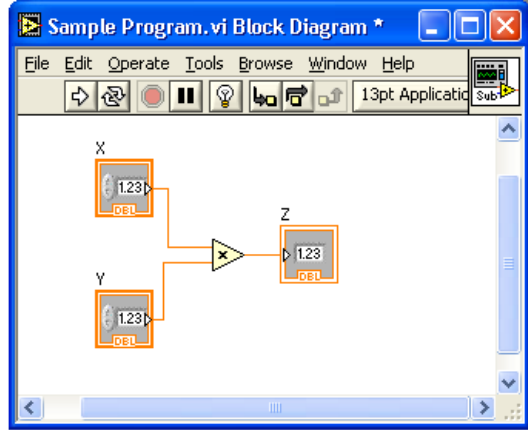 Sample Program.vi Block Diagram *
File Edit Operate Tools Browse Window Help
13pt Applicatio
Sub
X
1.23
DBL
Z
x
1.23
DBL
Y
1.23
DBL